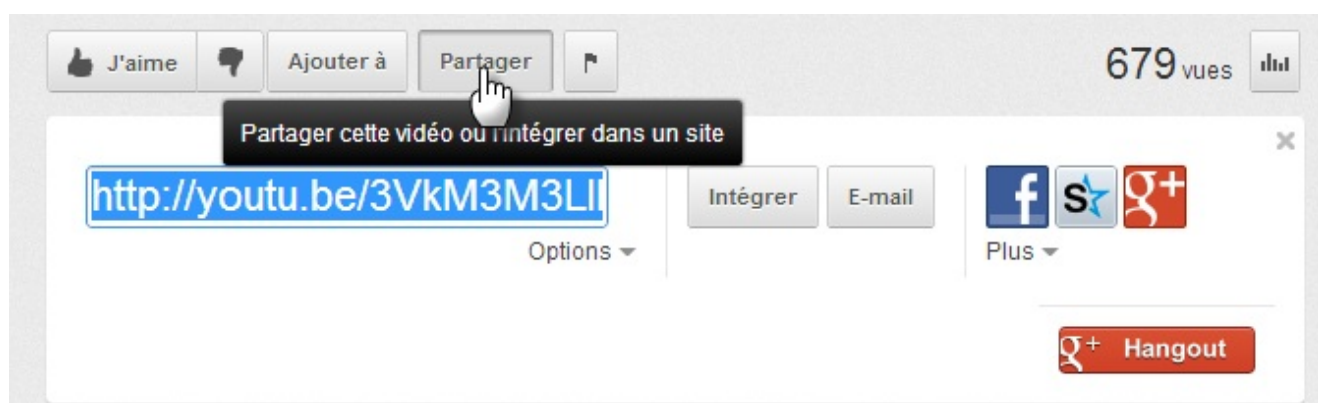 J'aime Ajouter à Partager 679 vues
Partager cette vidéo ou l'intégrer dans un site
http://youtu.be/3VkM3M3LI Intégrer E-mail f S g+
Options Plus
g+ Hangout